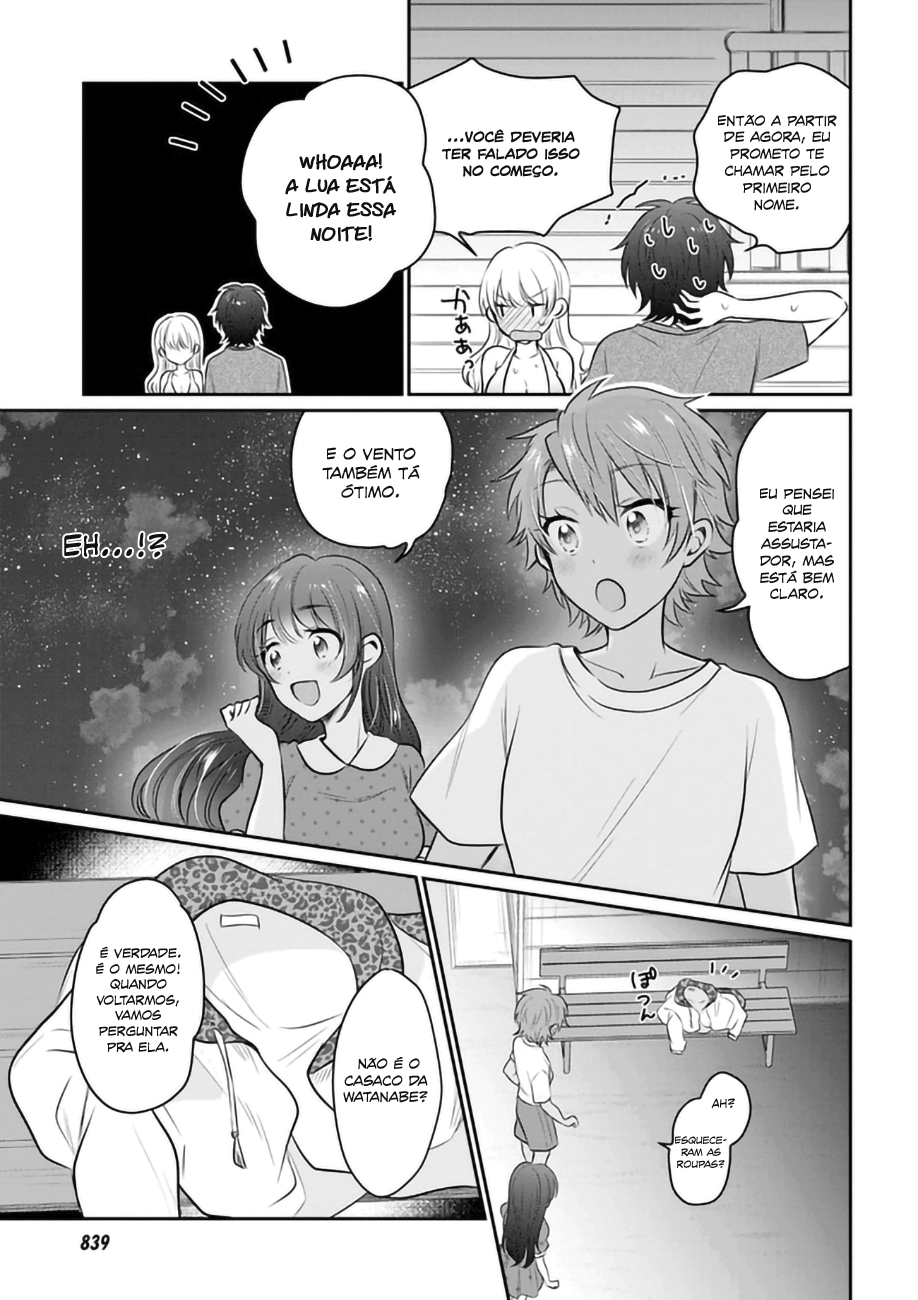 ENTÃO A PARTIR
DE AGORA, EU
PROMETO TE
CHAMAR PELO
PRIMEIRO
NOME.
...VOCÊ DEVERIA
TER FALADO ISSO
NO COMEÇO.
かあぁっ
WHOAAA!
A LUA ESTÁ
LINDA ESSA
NOITE!
EU PENSEI
QUE
ESTARIA
ASSUSTA-
DOR, MAS
ESTÁ BEM
CLARO.
E O VENTO
TAMBÉM TÁ
ÓTIMO.
EH...!?
ぽつん
AH?
ESQUECE-
RAM AS
ROUPAS?
NÃO É O
CASACO DA
WATANABE?
É VERDADE.
É O MESMO!
QUANDO
VOLTARMOS,
VAMOS
PERGUNTAR
PRA ELA.
839